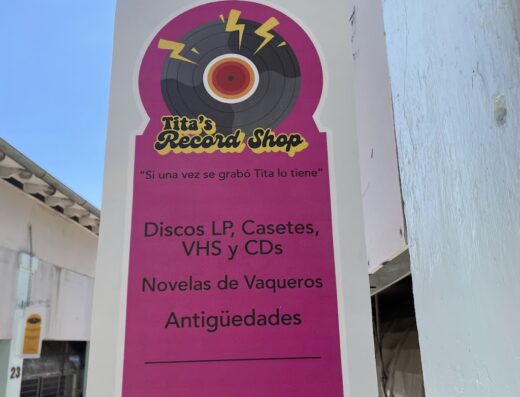 Tita's
Record Shop
"Si una vez se grabó Tita lo tiene"
Discos LP, Casetes,
VHS y CDs
Novelas de Vaqueros
Antigüedades
23